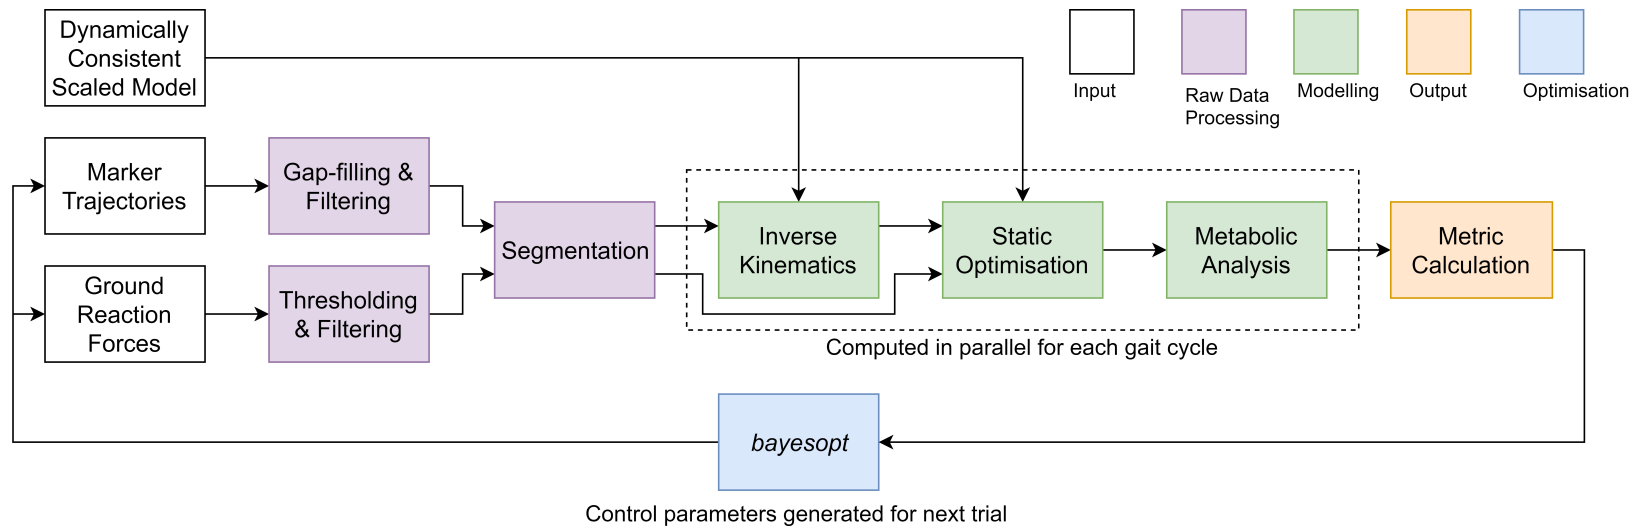 Dynamically
Consistent
Scaled Model
Input
Raw Data
Processing
Modelling
Output
Optimisation
Marker
Trajectories
Gap-filling &
Filtering
Ground
Reaction
Forces
Thresholding
& Filtering
Segmentation
Inverse
Kinematics
Static
Optimisation
Metabolic
Analysis
Metric
Calculation
Computed in parallel for each gait cycle
bayesopt
Control parameters generated for next trial